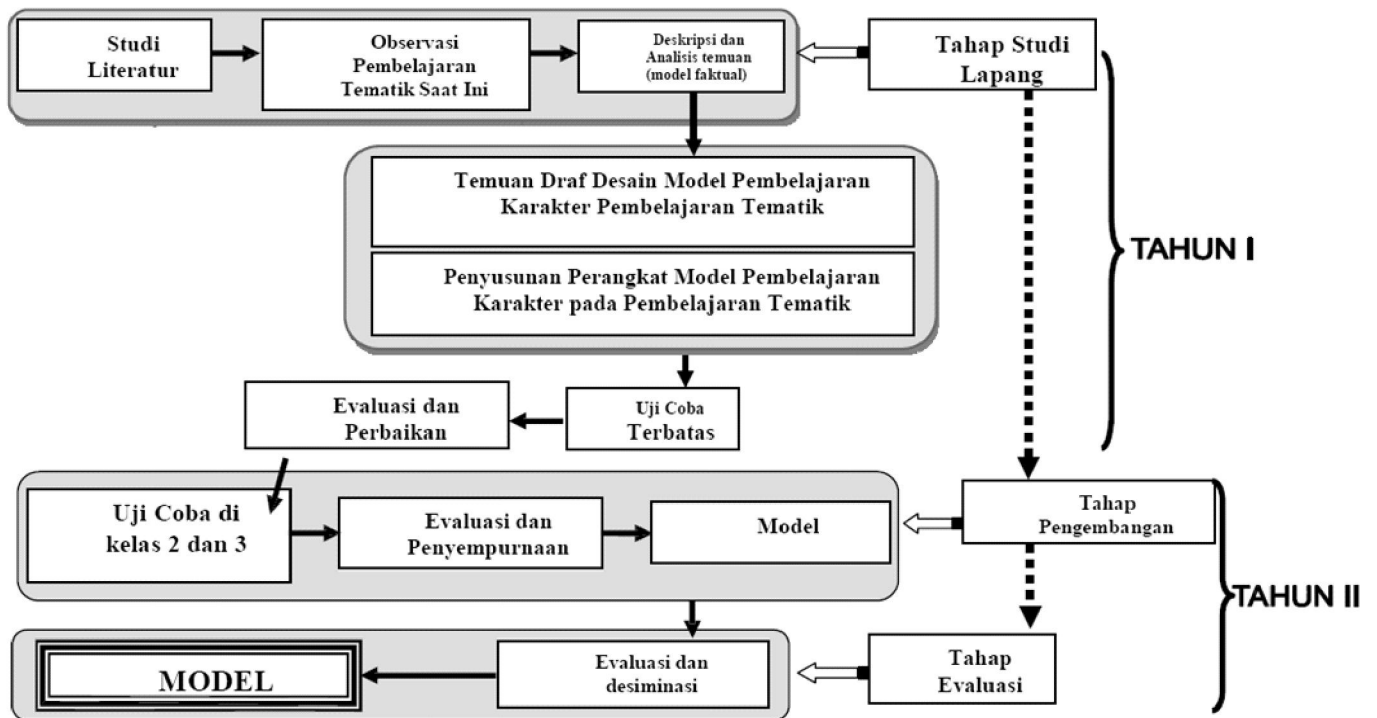 Studi
Literatur
Observasi
Pembelajaran
Tematik Saat Ini
Deskripsi dan
Analisis temuan
(model faktual)
Tahap Studi
Lapang
Temuan Draf Desain Model Pembelajaran
Karakter Pembelajaran Tematik
Penyusunan Perangkat Model Pembelajaran
Karakter pada Pembelajaran Tematik
TAHUN I
Uji Coba
Terbatas
Evaluasi dan
Perbaikan
Uji Coba di
kelas 2 dan 3
Evaluasi dan
Penyempurnaan
Model
Tahap
Pengembangan
TAHUN II
MODEL
Evaluasi dan
desiminasi
Tahap
Evaluasi